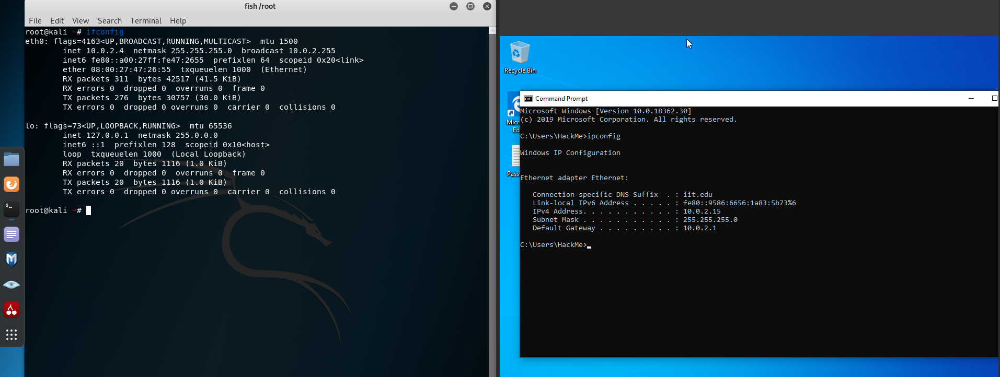 fish /root
File Edit View Search Terminal Help
root@kali ~# ifconfig
eth0: flags=4163<UP,BROADCAST,RUNNING,MULTICAST>  mtu 1500
        inet 10.0.2.4  netmask 255.255.255.0  broadcast 10.0.2.255
        inet6 fe80::a00:27ff:fe47:2655  prefixlen 64  scopeid 0x20<link>
        ether 08:00:27:47:26:55  txqueuelen 1000  (Ethernet)
        RX packets 311  bytes 42517 (41.5 KiB)
        RX errors 0  dropped 0  overruns 0  frame 0
        TX packets 276  bytes 30757 (30.0 KiB)
        TX errors 0  dropped 0 overruns 0  carrier 0  collisions 0
lo: flags=73<UP,LOOPBACK,RUNNING>  mtu 65536
        inet 127.0.0.1  netmask 255.0.0.0
        inet6 ::1  prefixlen 128  scopeid 0x10<host>
        loop  txqueuelen 1000  (Local Loopback)
        RX packets 20  bytes 1116 (1.0 KiB)
        RX errors 0  dropped 0  overruns 0  frame 0
        TX packets 20  bytes 1116 (1.0 KiB)
        TX errors 0  dropped 0 overruns 0  carrier 0  collisions 0
root@kali ~#
$_
Recycle Bin
Micr
Ed
Pass
Command Prompt
Microsoft Windows [Version 10.0.18362.30]
(c) 2019 Microsoft Corporation. All rights reserved.
C:\Users\HackMe>ipconfig
Windows IP Configuration
Ethernet adapter Ethernet:
   Connection-specific DNS Suffix  . : iit.edu
   Link-local IPv6 Address . . . . . : fe80::9586:6656:1a83:5b73%6
   IPv4 Address. . . . . . . . . . . : 10.0.2.15
   Subnet Mask . . . . . . . . . . . : 255.255.255.0
   Default Gateway . . . . . . . . . : 10.0.2.1
C:\Users\HackMe>